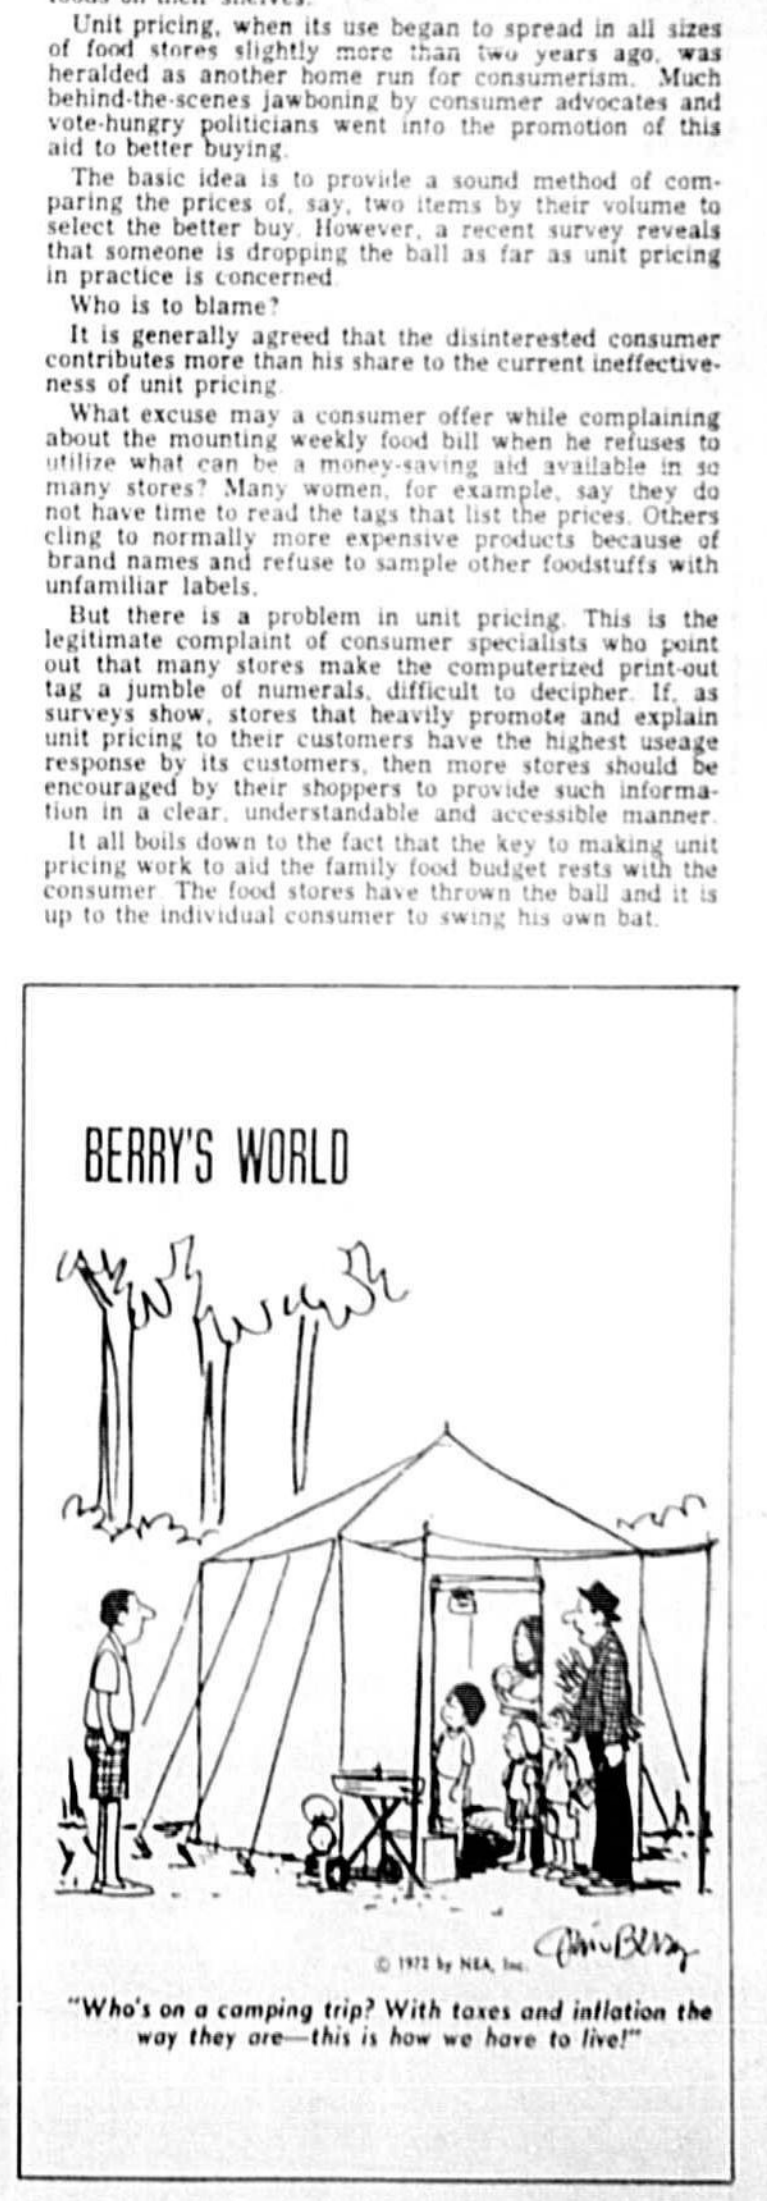 Unit pricing, when its use began to spread in all sizes
of food stores slightly more than two years ago, was
heralded as another home run for consumerism. Much
behind-the-scenes jawboning by consumer advocates and
vote-hungry politicians went into the promotion of this
aid to better buying.
The basic idea is to provide a sound method of com-
paring the prices of, say, two items by their volume to
select the better buy. However, a recent survey reveals
that someone is dropping the ball as far as unit pricing
in practice is concerned.
Who is to blame?
It is generally agreed that the disinterested consumer
contributes more than his share to the current ineffective-
ness of unit pricing.
What excuse may a consumer offer while complaining
about the mounting weekly food bill when he refuses to
utilize what can be a money-saving aid available in so
many stores? Many women, for example, say they do
not have time to read the tags that list the prices. Others
cling to normally more expensive products because of
brand names and refuse to sample other foodstuffs with
unfamiliar labels.
But there is a problem in unit pricing. This is the
legitimate complaint of consumer specialists who point
out that many stores make the computerized print-out
tag a jumble of numerals, difficult to decipher. If, as
surveys show, stores that heavily promote and explain
unit pricing to their customers have the highest useage
response by its customers, then more stores should be
encouraged by their shoppers to provide such informa-
tion in a clear, understandable and accessible manner.
It all boils down to the fact that the key to making unit
pricing work to aid the family food budget rests with the
consumer. The food stores have thrown the ball and it is
up to the individual consumer to swing his own bat.
BERRY'S WORLD
Jim Berry
© 1972 by NEA, Inc.
"Who's on a camping trip? With taxes and inflation the
way they are—this is how we have to live!"